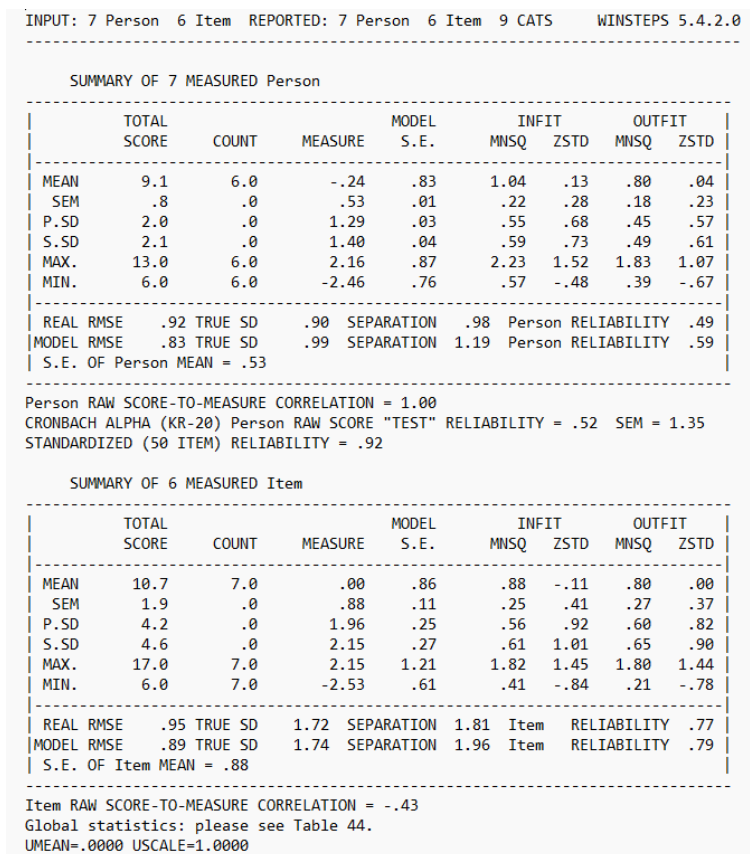 INPUT: 7 Person  6 Item  REPORTED: 7 Person  6 Item  9 CATS     WINSTEPS 5.4.2.0
--------------------------------------------------------------------------------
     SUMMARY OF 7 MEASURED Person
-------------------------------------------------------------------------------
|          TOTAL                         MODEL         INFIT        OUTFIT    |
|          SCORE     COUNT     MEASURE    S.E.      MNSQ   ZSTD   MNSQ   ZSTD |
|-----------------------------------------------------------------------------|
| MEAN       9.1       6.0        -.24     .83      1.04    .13    .80    .04 |
|  SEM        .8        .0         .53     .01       .22    .28    .18    .23 |
| P.SD       2.0        .0        1.29     .03       .55    .68    .45    .57 |
| S.SD       2.1        .0        1.40     .04       .59    .73    .49    .61 |
| MAX.      13.0       6.0        2.16     .87      2.23   1.52   1.83   1.07 |
| MIN.       6.0       6.0       -2.46     .76       .57   -.48    .39   -.67 |
|-----------------------------------------------------------------------------|
| REAL RMSE    .92 TRUE SD     .90  SEPARATION   .98  Person RELIABILITY  .49 |
|MODEL RMSE    .83 TRUE SD     .99  SEPARATION  1.19  Person RELIABILITY  .59 |
| S.E. OF Person MEAN = .53                                                   |
-------------------------------------------------------------------------------
Person RAW SCORE-TO-MEASURE CORRELATION = 1.00
CRONBACH ALPHA (KR-20) Person RAW SCORE "TEST" RELIABILITY = .52  SEM = 1.35
STANDARDIZED (50 ITEM) RELIABILITY = .92
     SUMMARY OF 6 MEASURED Item
-------------------------------------------------------------------------------
|          TOTAL                         MODEL         INFIT        OUTFIT    |
|          SCORE     COUNT     MEASURE    S.E.      MNSQ   ZSTD   MNSQ   ZSTD |
|-----------------------------------------------------------------------------|
| MEAN      10.7       7.0         .00     .86       .88   -.11    .80    .00 |
|  SEM       1.9        .0         .88     .11       .25    .41    .27    .37 |
| P.SD       4.2        .0        1.96     .25       .56    .92    .60    .82 |
| S.SD       4.6        .0        2.15     .27       .61   1.01    .65    .90 |
| MAX.      17.0       7.0        2.15    1.21      1.82   1.45   1.80   1.44 |
| MIN.       6.0       7.0       -2.53     .61       .41   -.84    .21   -.78 |
|-----------------------------------------------------------------------------|
| REAL RMSE    .95 TRUE SD    1.72  SEPARATION  1.81  Item   RELIABILITY  .77 |
|MODEL RMSE    .89 TRUE SD    1.74  SEPARATION  1.96  Item   RELIABILITY  .79 |
| S.E. OF Item MEAN = .88                                                     |
-------------------------------------------------------------------------------
Item RAW SCORE-TO-MEASURE CORRELATION = -.43
Global statistics: please see Table 44.
UMEAN=.0000 USCALE=1.0000